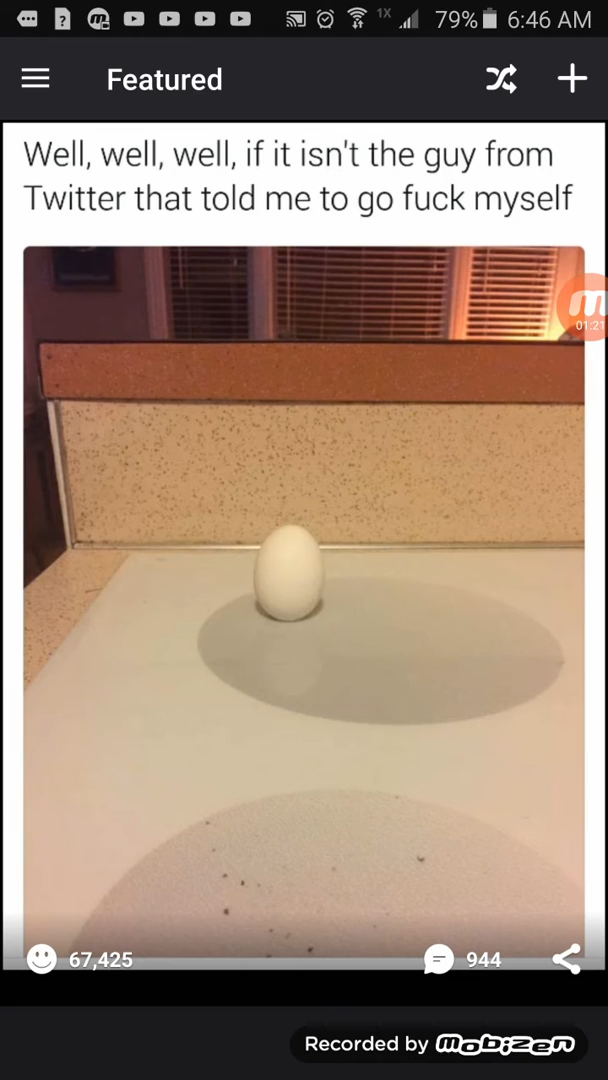 1X 79% 6:46 AM
Featured
Well, well, well, if it isn't the guy from
Twitter that told me to go fuck myself
01:21
67,425 944
Recorded by mobizen